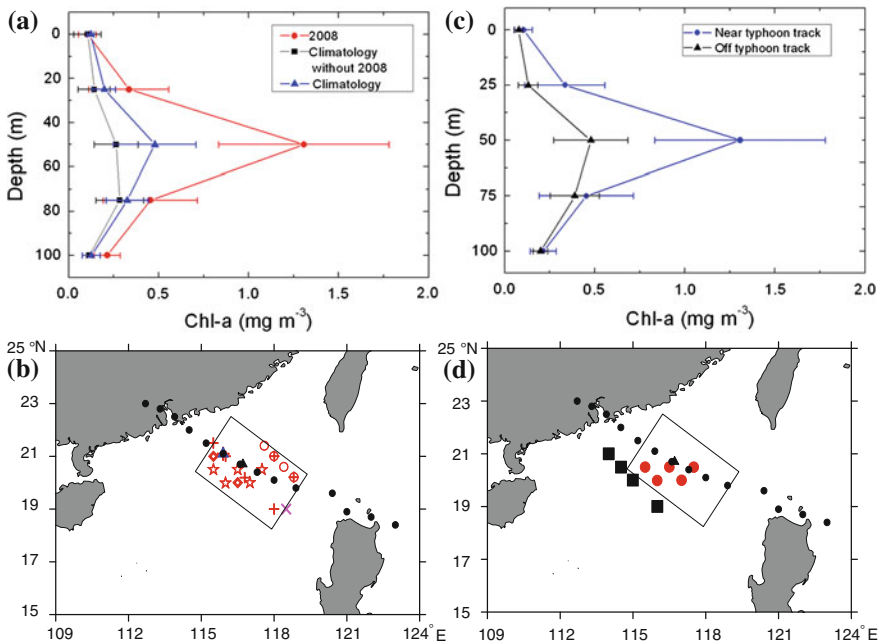 (a)
0
20
40
60
80
100
Depth (m)
2008
Climatology
without 2008
Climatology
0.0
0.5
1.0
1.5
2.0
Chl-a (mg m⁻³)
(c)
0
25
50
75
100
Depth (m)
Near typhoon track
Off typhoon track
0.0
0.5
1.0
1.5
2.0
Chl-a (mg m⁻³)
(b)
25 °N
23
21
19
17
15
109
112
115
118
121
124 °E
(d)
25 °N
23
21
19
17
15
109
112
115
118
121
124 °E